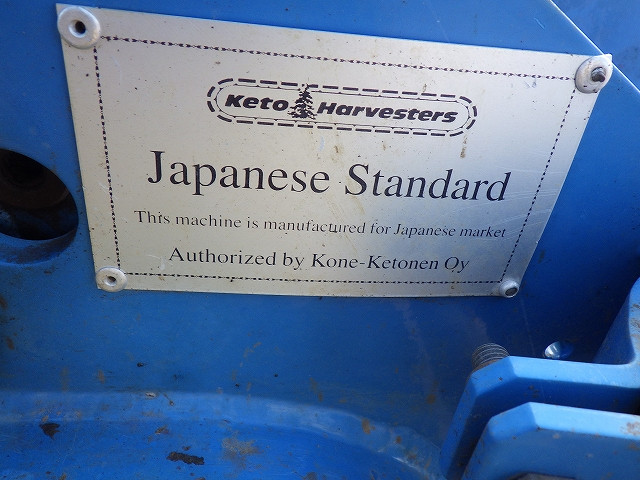 Keto Harvesters
Japanese Standard
This machine is manufactured for Japanese market
Authorized by Kone-Ketonen Oy